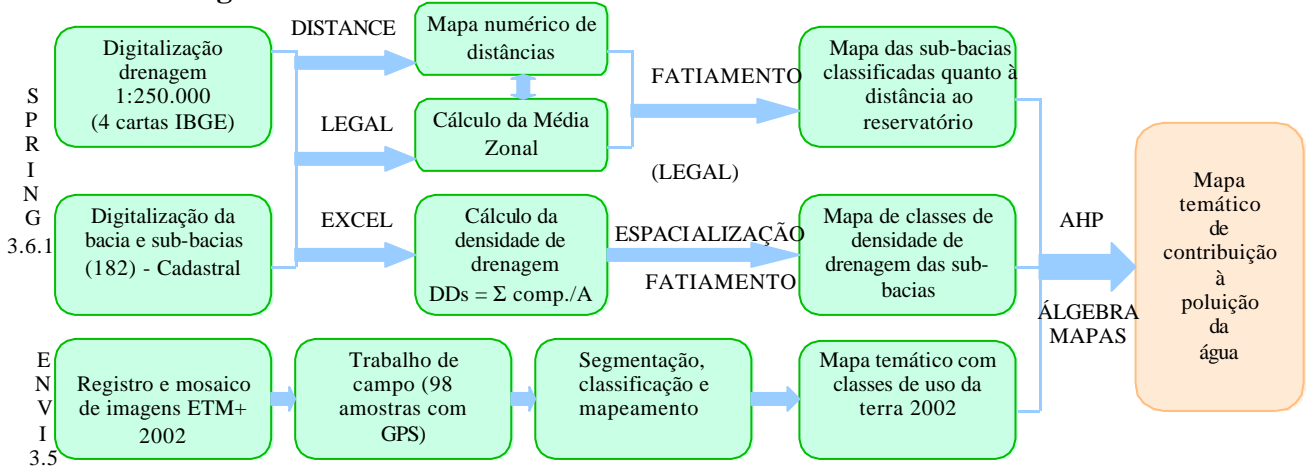 DISTANCE
Digitalização
drenagem
1:250.000
(4 cartas IBGE)
Mapa numérico de
distâncias
FATIAMENTO
Mapa das sub-bacias
classificadas quanto à
distância ao
reservatório
S
P
R
I
N
G
3.6.1
LEGAL
Cálculo da Média
Zonal
(LEGAL)
Digitalização da
bacia e sub-bacias
(182) - Cadastral
EXCEL
Cálculo da
densidade de
drenagem
DDs = Σ comp./A
ESPACIALIZAÇÃO
FATIAMENTO
Mapa de classes de
densidade de
drenagem das sub-
bacias
AHP
ÁLGEBRA
MAPAS
Mapa
temático
de
contribuição
à
poluição
da
água
E
N
V
I
3.5
Registro e mosaico
de imagens ETM+
2002
Trabalho de
campo (98
amostras com
GPS)
Segmentação,
classificação e
mapeamento
Mapa temático com
classes de uso da
terra 2002